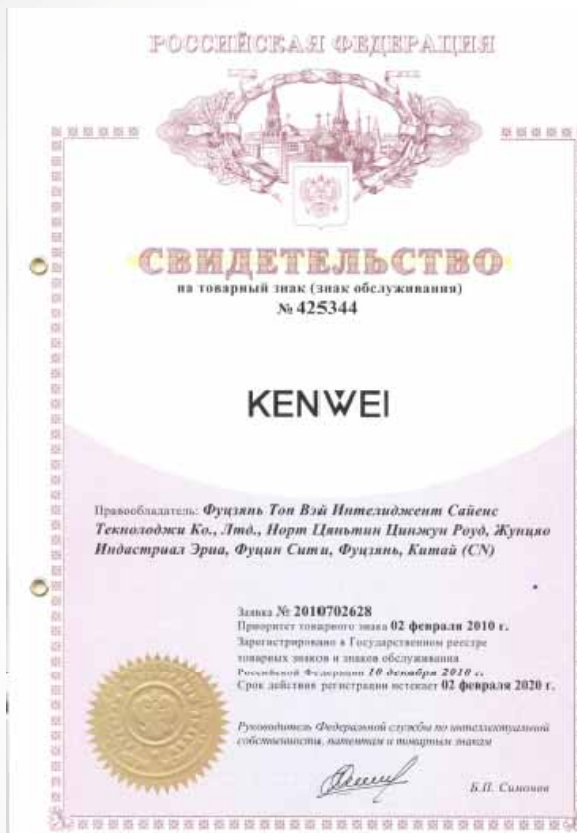 РОССИЙСКАЯ ФЕДЕРАЦИЯ
СВИДЕТЕЛЬСТВО
на товарный знак (знак обслуживания)
№ 425344
KENWEI
Правообладатель: Фуцзянь Топ Вэй Интелиджент Сайенс
Текнолоджи Ко., Лтд., Норт Цяньтин Цинжун Роуд, Жунцяо
Индастриал Эриа, Фуцин Сити, Фуцзянь, Китай (CN)
Заявка № 2010702628
Приоритет товарного знака 02 февраля 2010 г.
Зарегистрировано в Государственном реестре
товарных знаков и знаков обслуживания
Российской Федерации 10 декабря 2010 г.
Срок действия регистрации истекает 02 февраля 2020 г.
Руководитель Федеральной службы по интеллектуальной
собственности, патентам и товарным знакам
Б.П. Симонов